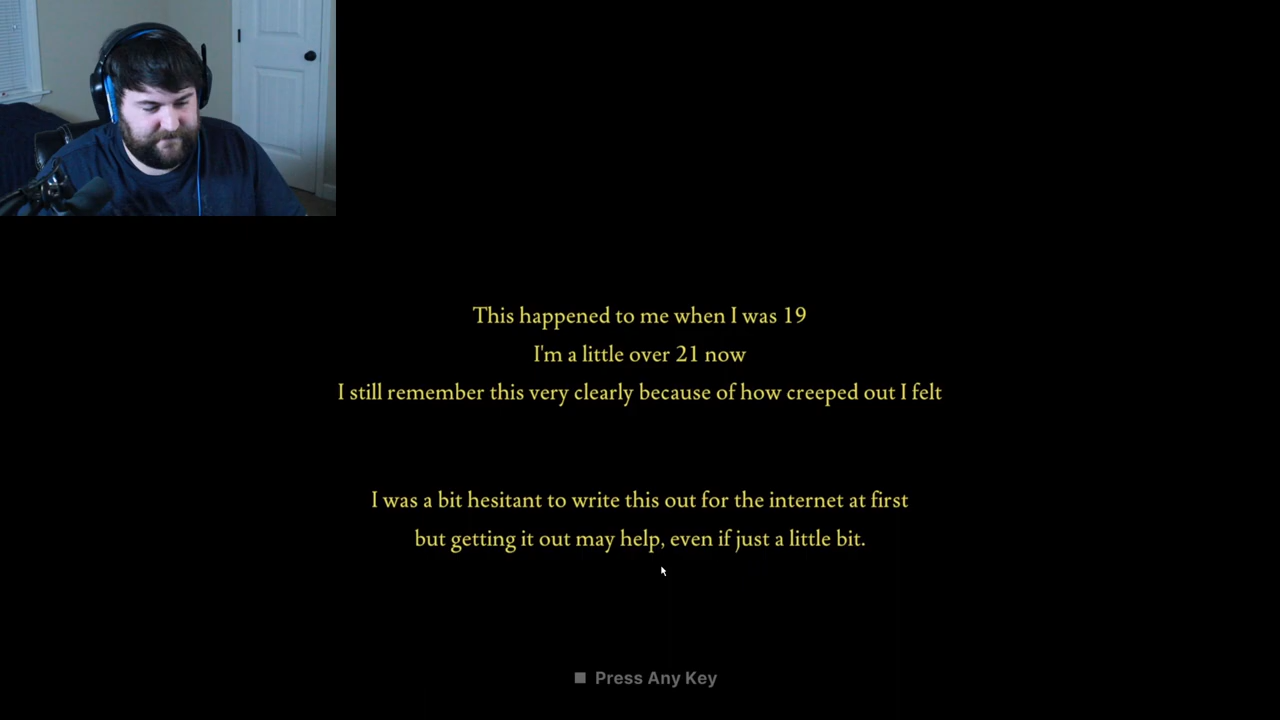 This happened to me when I was 19
I'm a little over 21 now
I still remember this very clearly because of how creeped out I felt
I was a bit hesitant to write this out for the internet at first
but getting it out may help, even if just a little bit.
Press Any Key